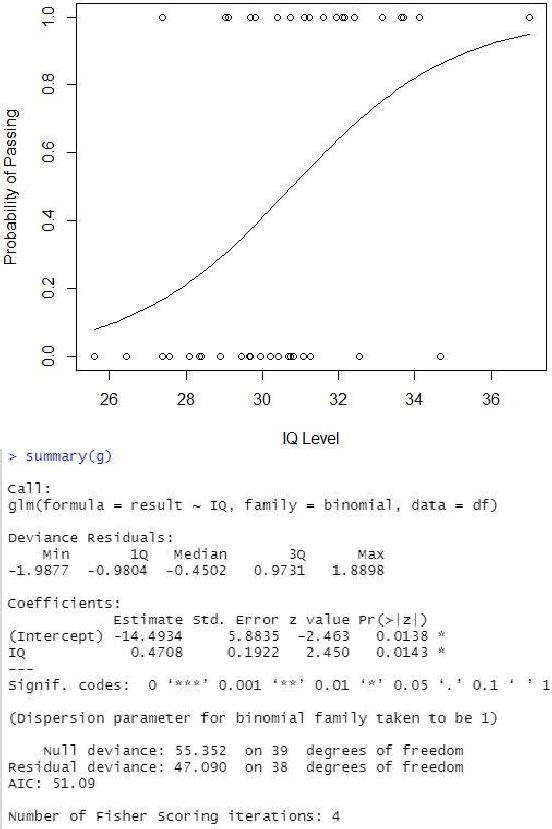 1.0
0.8
0.6
0.4
0.2
0.0
Probability of Passing
26 28 30 32 34 36
IQ Level
> summary(g)
Call:
glm(formula = result ~ IQ, family = binomial, data = df)
Deviance Residuals:
Min 1Q Median 3Q Max
-1.9877 -0.9804 -0.4502 0.9731 1.8898
Coefficients:
Estimate Std. Error z value Pr(>|z|)
(Intercept) -14.4934 5.8835 -2.463 0.0138 *
IQ 0.4708 0.1922 2.450 0.0143 *
---
Signif. codes: 0 ‘***’ 0.001 ‘**’ 0.01 ‘*’ 0.05 ‘.’ 0.1 ‘ ’ 1
(Dispersion parameter for binomial family taken to be 1)
Null deviance: 55.352 on 39 degrees of freedom
Residual deviance: 47.090 on 38 degrees of freedom
AIC: 51.09
Number of Fisher Scoring iterations: 4